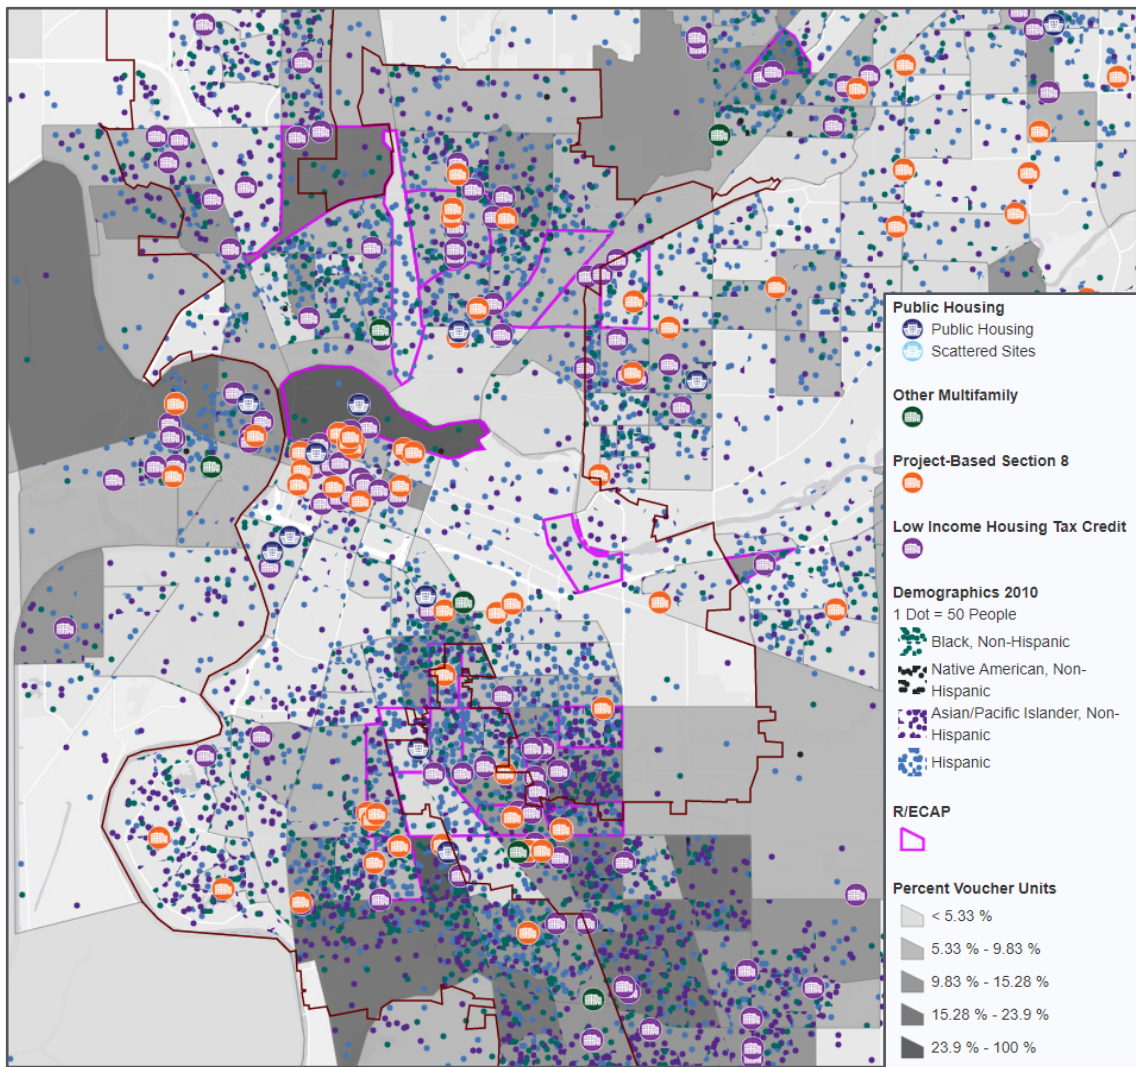 Public Housing
Public Housing
Scattered Sites
Other Multifamily
Project-Based Section 8
Low Income Housing Tax Credit
Demographics 2010
1 Dot = 50 People
Black, Non-Hispanic
Native American, Non-
Hispanic
Asian/Pacific Islander, Non-
Hispanic
Hispanic
R/ECAP
Percent Voucher Units
< 5.33 %
5.33 % - 9.83 %
9.83 % - 15.28 %
15.28 % - 23.9 %
23.9 % - 100 %